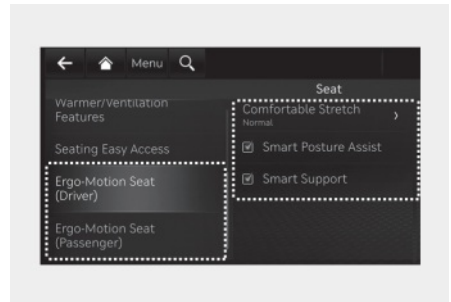 Menu
Seat
Warmer/Ventilation
Features
Seating Easy Access
Ergo-Motion Seat
(Driver)
Ergo-Motion Seat
(Passenger)
Comfortable Stretch
Normal
Smart Posture Assist
Smart Support